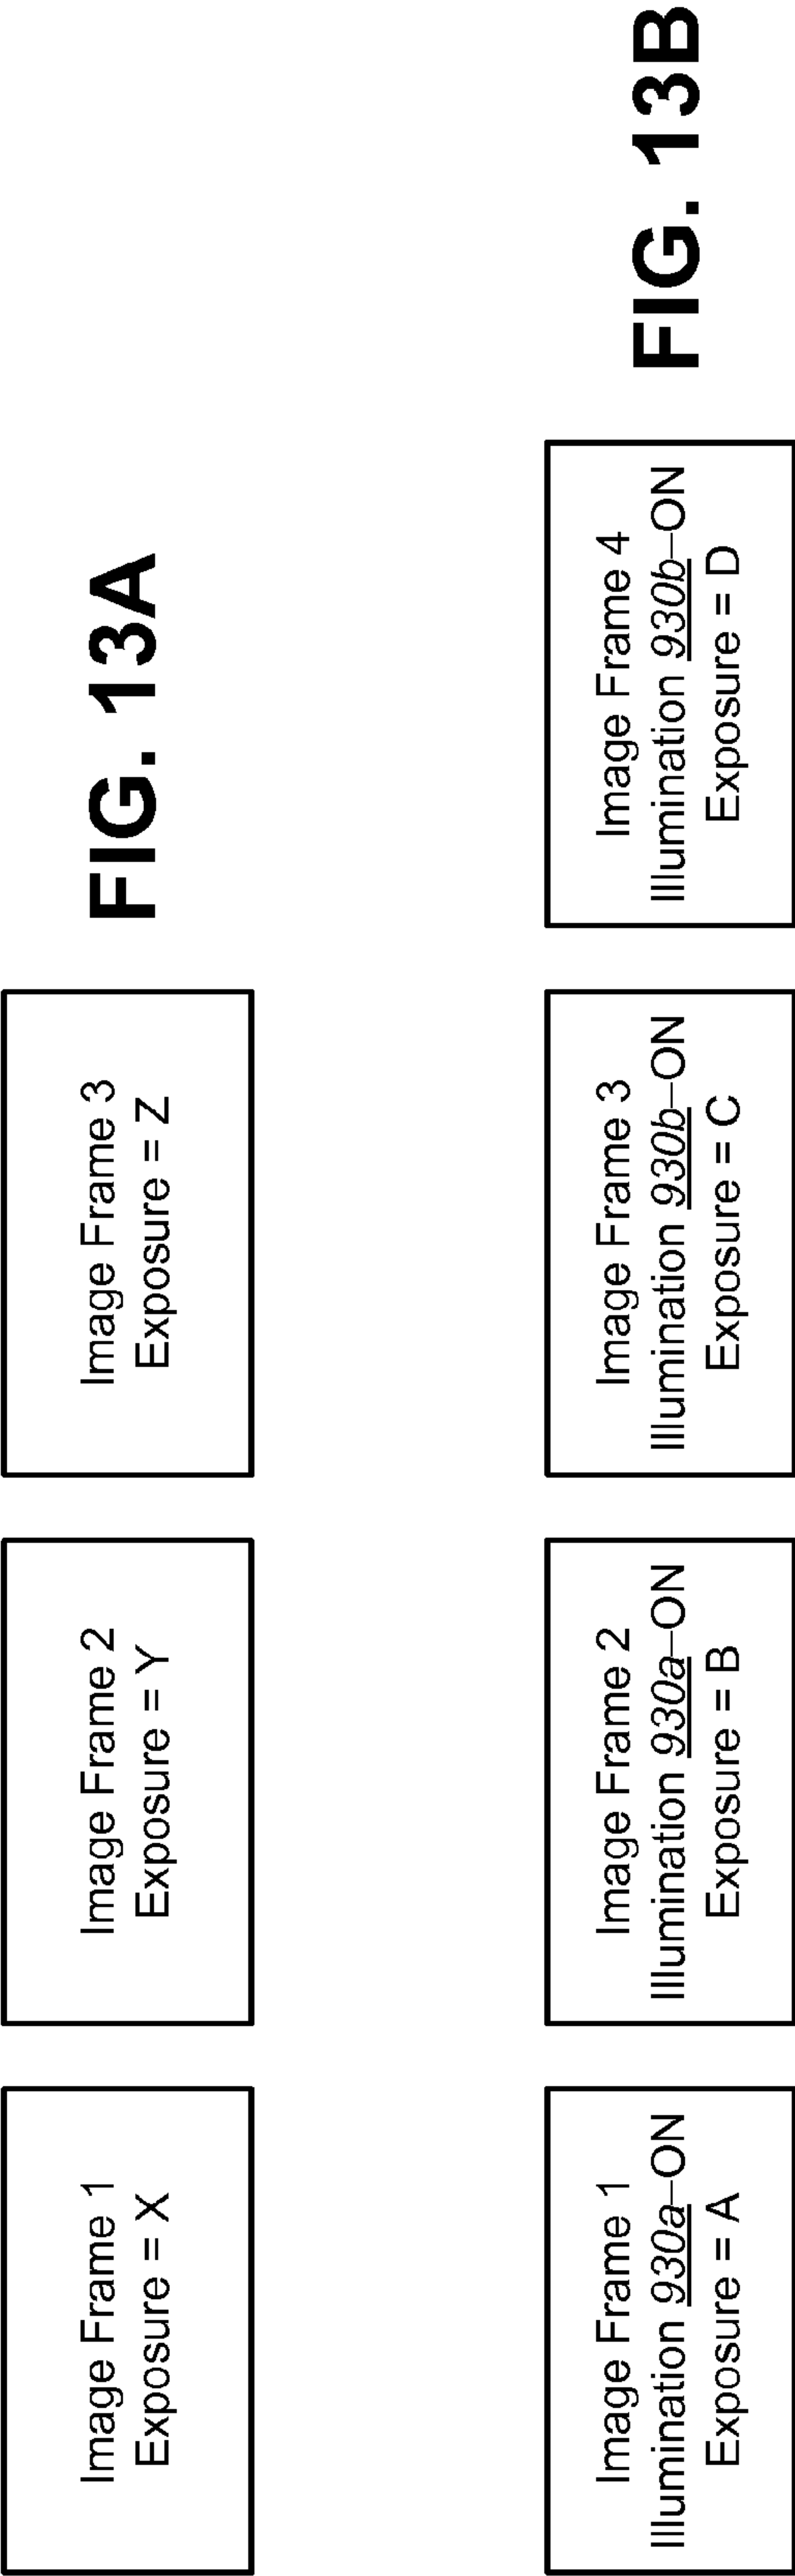 Image Frame 1
Exposure = X
Image Frame 2
Exposure = Y
Image Frame 3
Exposure = Z
FIG. 13A
Image Frame 1
Illumination 930a–ON
Exposure = A
Image Frame 2
Illumination 930a–ON
Exposure = B
Image Frame 3
Illumination 930b–ON
Exposure = C
Image Frame 4
Illumination 930b–ON
Exposure = D
FIG. 13B